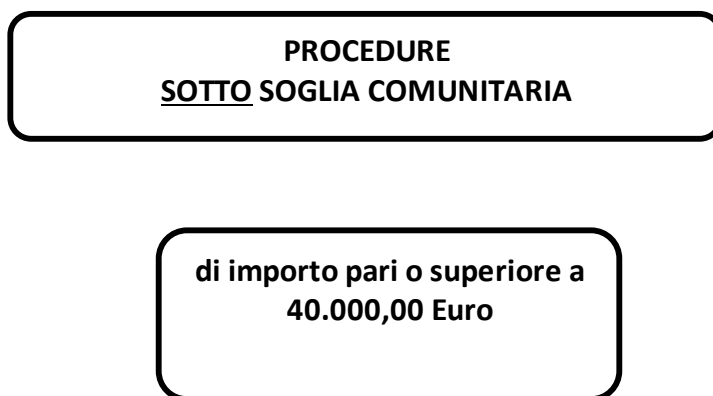 PROCEDURE
SOTTO SOGLIA COMUNITARIA
di importo pari o superiore a
40.000,00 Euro